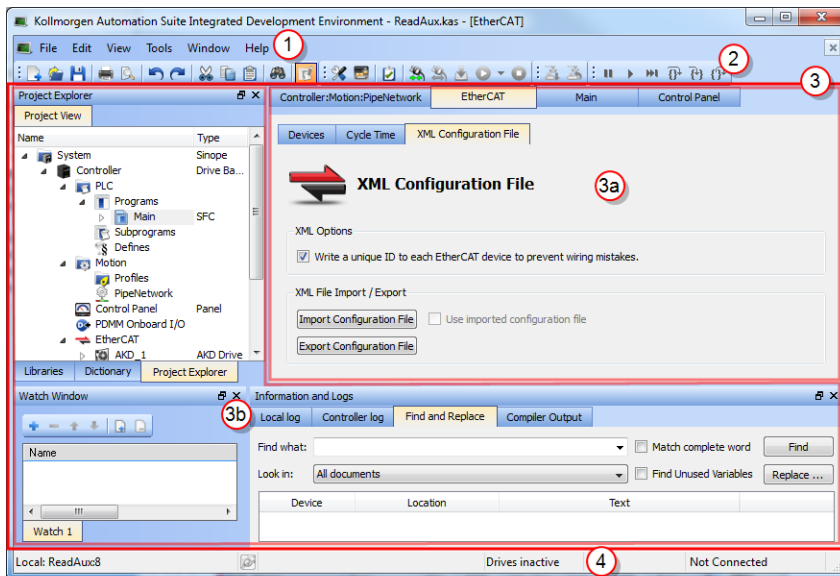 Kollmorgen Automation Suite Integrated Development Environment - ReadAux.kas - [EtherCAT]
File Edit View Tools Window Help
1
2
3
Project Explorer
Project View
Name Type
System Sinope
Controller Drive Ba...
PLC
Programs
Main SFC
Subprograms
Defines
Motion
Profiles
PipeNetwork
Control Panel Panel
PDMM Onboard I/O
EtherCAT
AKD_1 AKD Drive
Libraries Dictionary Project Explorer
Controller:Motion:PipeNetwork EtherCAT Main Control Panel
Devices Cycle Time XML Configuration File
XML Configuration File
3a
XML Options
Write a unique ID to each EtherCAT device to prevent wiring mistakes.
XML File Import / Export
Import Configuration File Use imported configuration file
Export Configuration File
Watch Window
3b
Name
Watch 1
Information and Logs
Local log Controller log Find and Replace Compiler Output
Find what: Match complete word Find
Look in: All documents Find Unused Variables Replace ...
Device Location Text
Local: ReadAux:8 Drives inactive 4 Not Connected